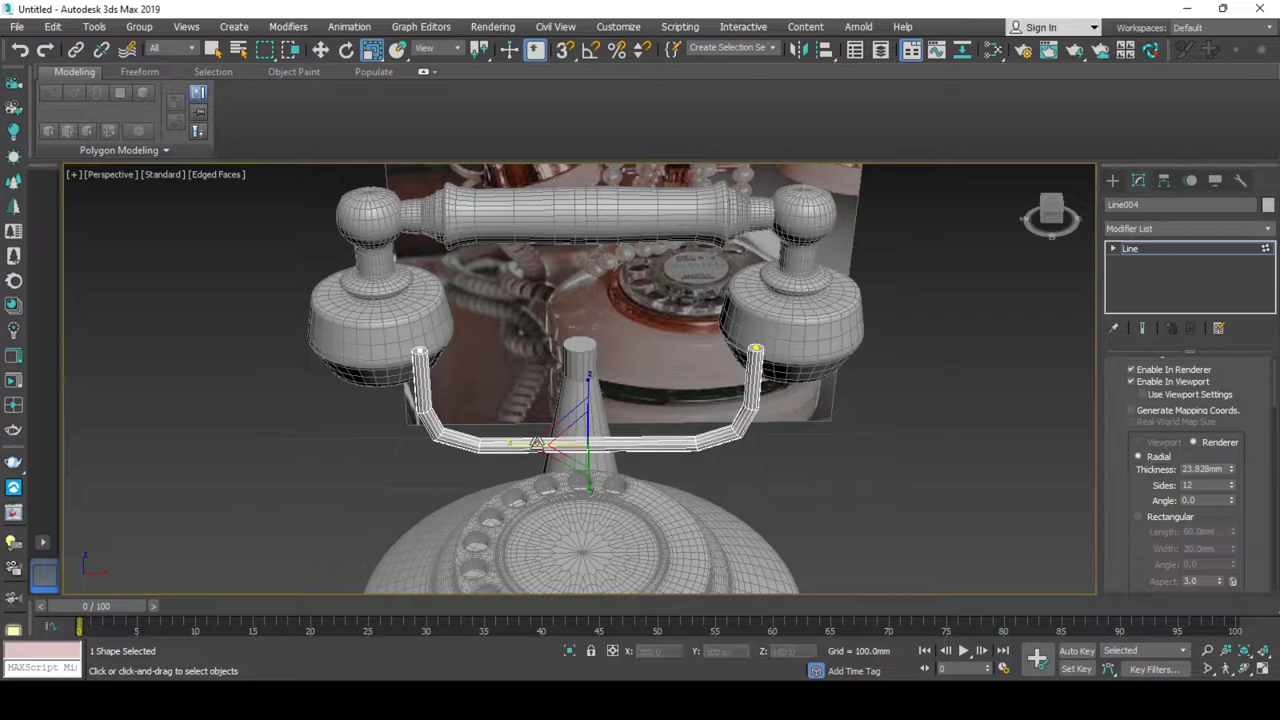 Untitled - Autodesk 3ds Max 2019
File Edit Tools Group Views Create Modifiers Animation Graph Editors Rendering Civil View Customize Scripting Interactive Content Arnold Help
Sign In Workspaces: Default
All View Create Selection Se
Modeling Freeform Selection Object Paint Populate
Polygon Modeling
[+] [Perspective] [Standard] [Edged Faces]
Line004
Modifier List
Line
Enable In Renderer
Enable In Viewport
Use Viewport Settings
Generate Mapping Coords.
Real-World Map Size
Viewport Renderer
Radial
Thickness: 23.828mm
Sides: 12
Angle: 0.0
Rectangular
Length: 60.0mm
Width: 20.0mm
Angle: 0.0
Aspect: 3.0
0 / 100
0 5 10 15 20 25 30 35 40 45 50 55 60 65 70 75 80 85 90 95 100
1 Shape Selected X: Y: Z: Grid = 100.0mm Auto Key Selected
MAXScript Mi Click or click-and-drag to select objects Add Time Tag 0 Set Key Key Filters...